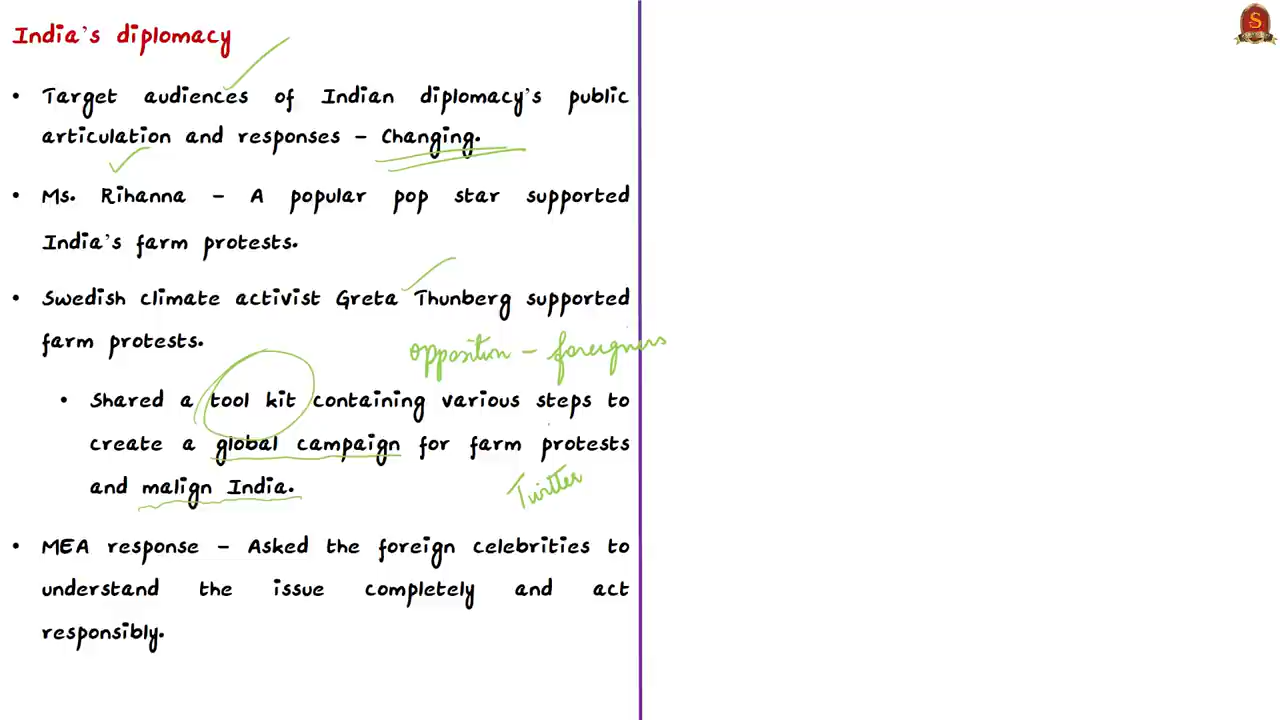 India's diplomacy
• Target audiences of Indian diplomacy's public
articulation and responses – Changing.
• Ms. Rihanna – A popular pop star supported
India's farm protests.
• Swedish climate activist Greta Thunberg supported
farm protests.
opposition – foreigners
• Shared a tool kit containing various steps to
create a global campaign for farm protests
and malign India.
Twitter
• MEA response – Asked the foreign celebrities to
understand the issue completely and act
responsibly.
S